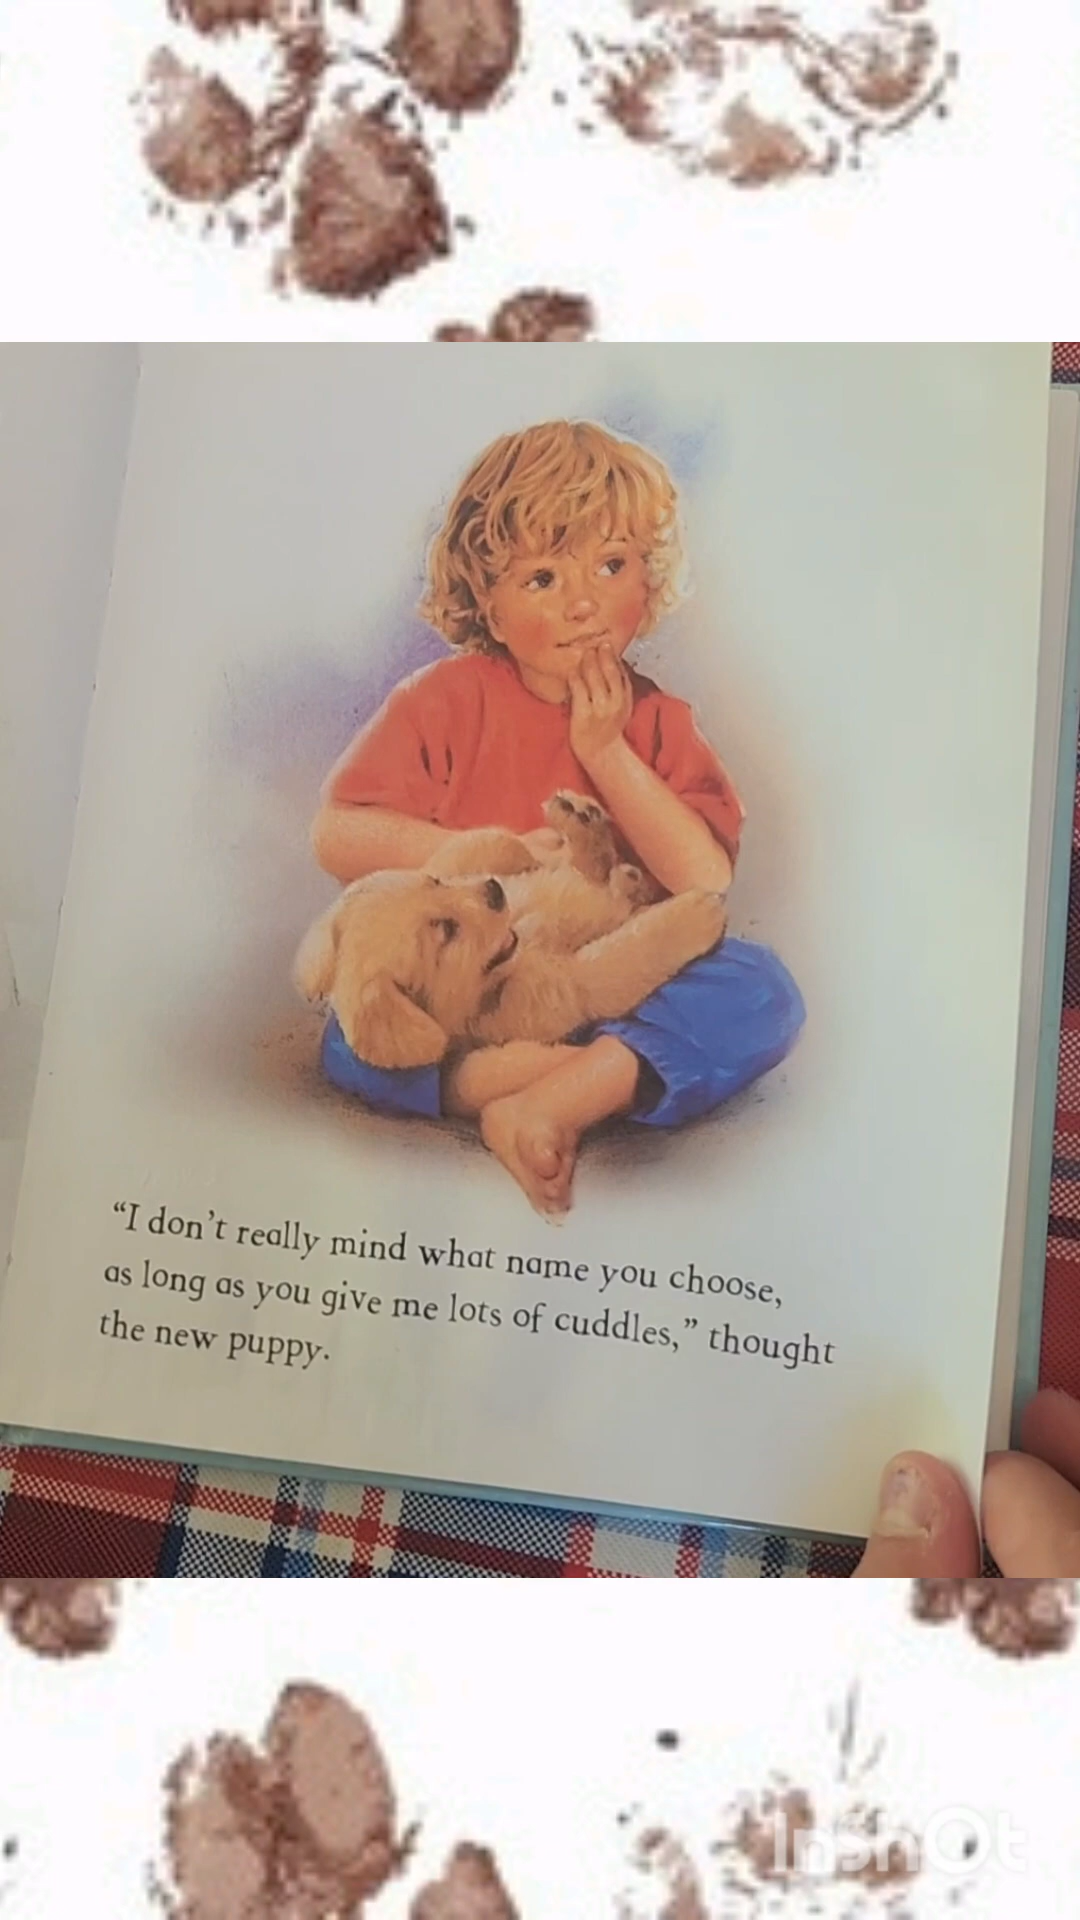 “I don’t really mind what name you choose,
as long as you give me lots of cuddles,” thought
the new puppy.
InShOt